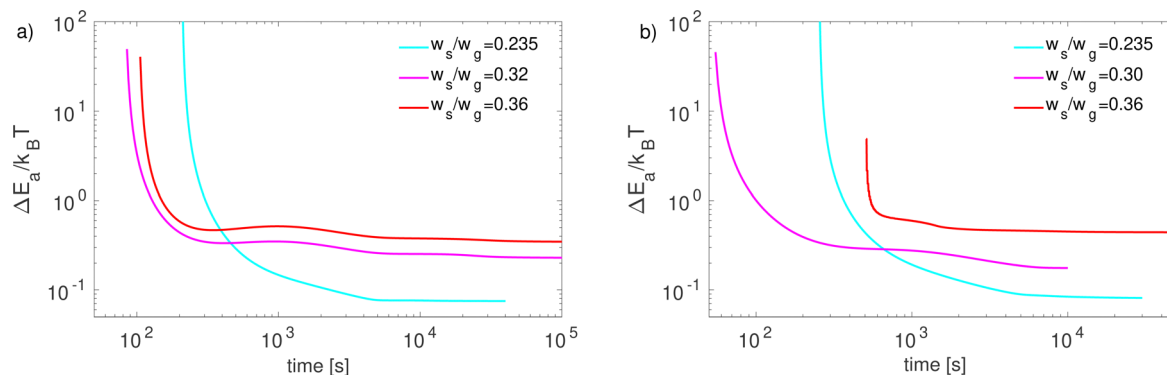 a)
10^2
10^1
10^0
10^-1
ΔE_a/k_BT
w_s/w_g=0.235
w_s/w_g=0.32
w_s/w_g=0.36
10^2
10^3
10^4
10^5
time [s]
b)
10^2
10^1
10^0
10^-1
ΔE_a/k_BT
w_s/w_g=0.235
w_s/w_g=0.30
w_s/w_g=0.36
10^2
10^3
10^4
time [s]